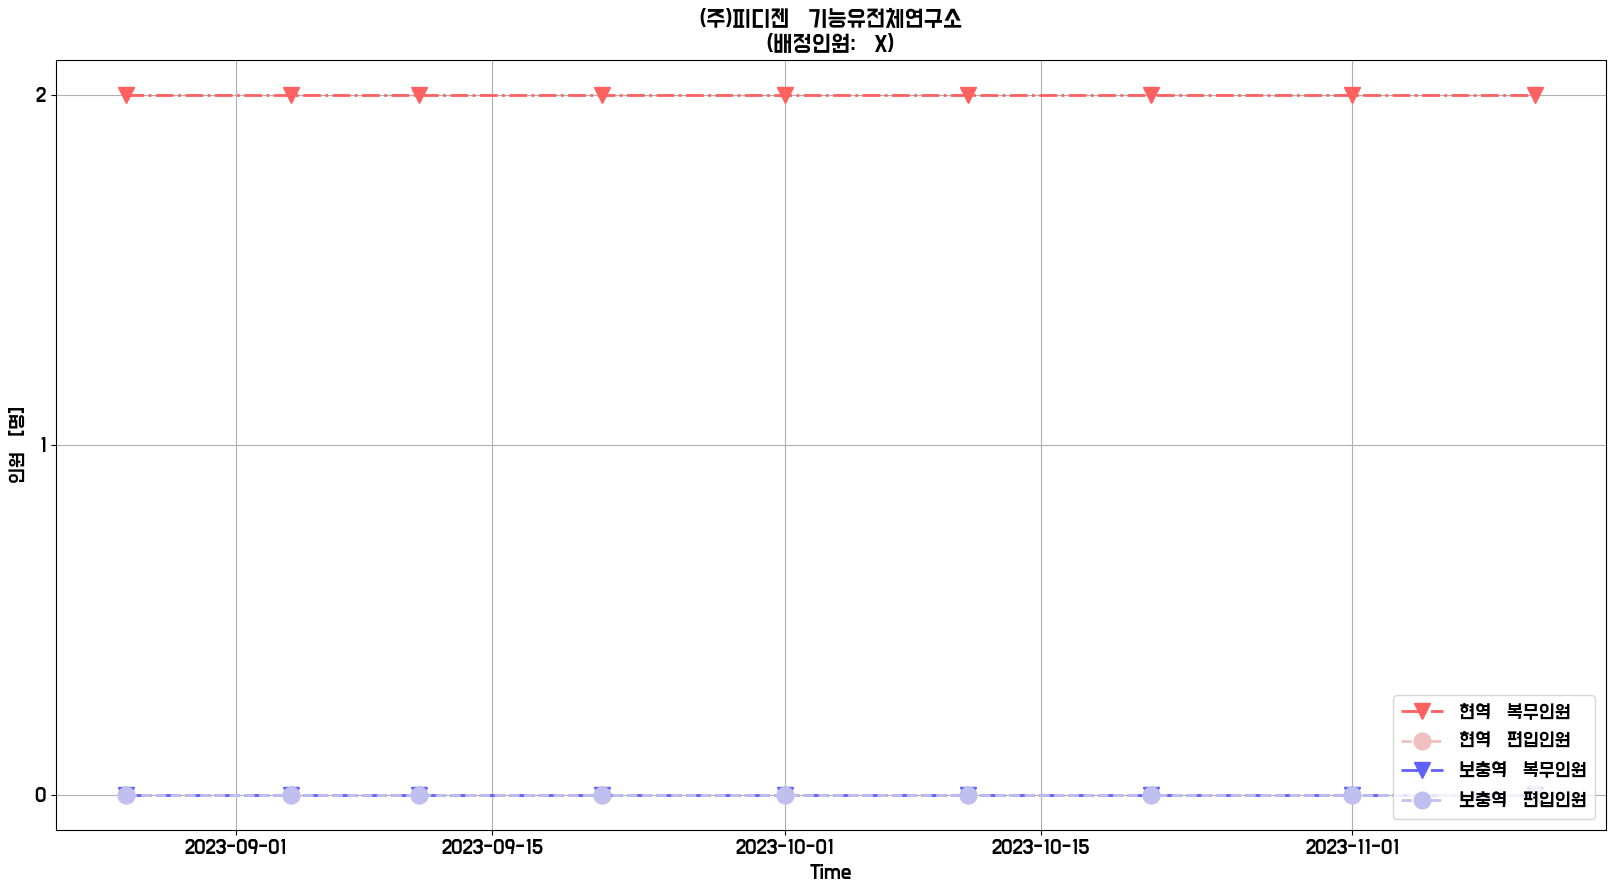 (주)피디젠 기능유전체연구소
(배정인원: X)
2
1
0
인원 [명]
2023-09-01
2023-09-15
2023-10-01
2023-10-15
2023-11-01
Time
현역 복무인원
현역 편입인원
보충역 복무인원
보충역 편입인원